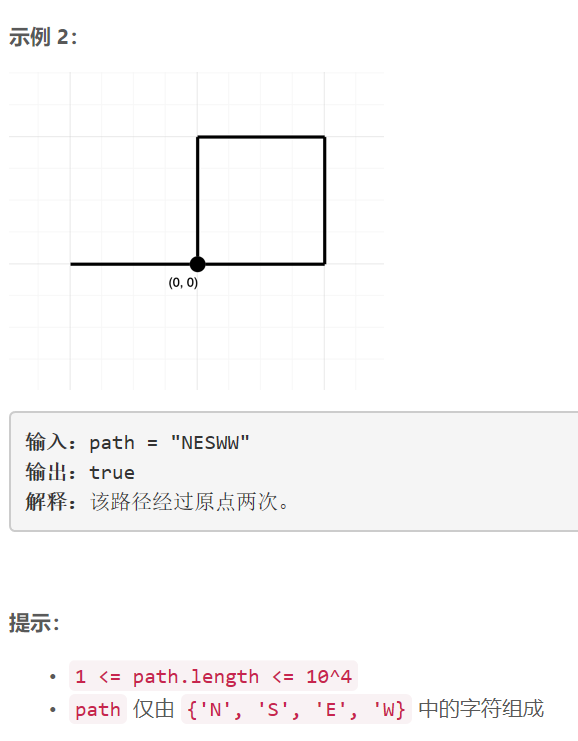 示例 2：
(0, 0)
输入：path = "NESWW"
输出：true
解释：该路径经过原点两次。
提示：
• 1 <= path.length <= 10^4
• path 仅由 {'N', 'S', 'E', 'W'} 中的字符组成